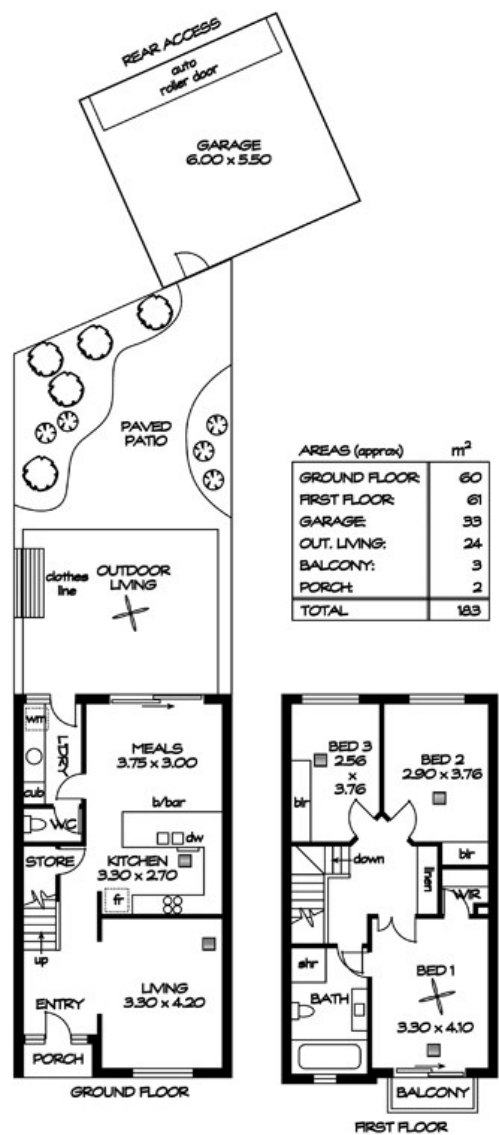 REAR ACCESS
auto
roller door
GARAGE
6.00 x 5.50
PAVED
PATIO
clothes
line
OUTDOOR
LIVING
wm
L'DRY
cub
WC
MEALS
3.75 x 3.00
b/bar
dw
STORE
KITCHEN
3.30 x 2.70
fr
up
LIVING
3.30 x 4.20
ENTRY
PORCH
GROUND FLOOR
AREAS (approx) m²
GROUND FLOOR: 60
FIRST FLOOR: 61
GARAGE: 33
OUT. LIVING: 24
BALCONY: 3
PORCH: 2
TOTAL 183
BED 3
2.56
x
3.76
bir
BED 2
2.90 x 3.76
bir
down
linen
WIR
shr
BATH
BED 1
3.30 x 4.10
BALCONY
FIRST FLOOR